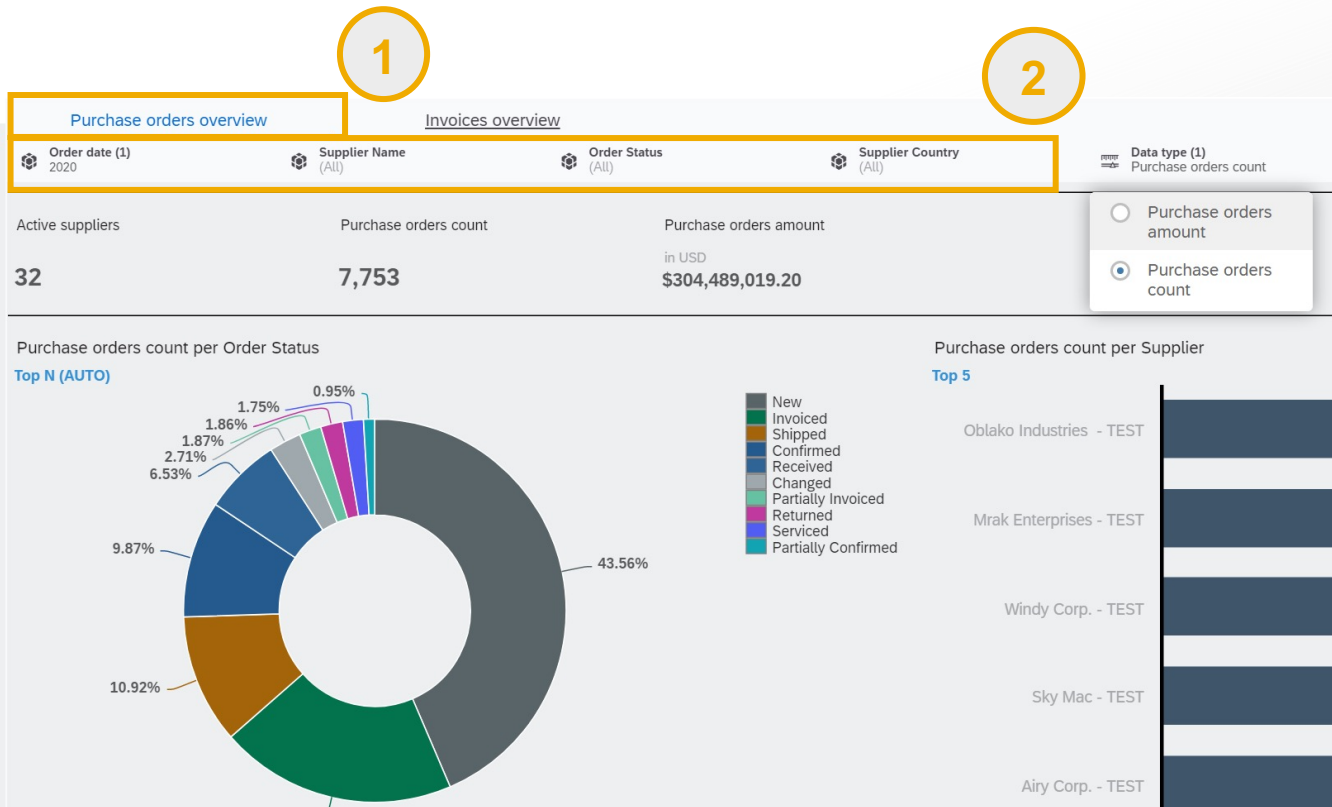 1
2
Purchase orders overview
Invoices overview
Order date (1)
2020
Supplier Name
(All)
Order Status
(All)
Supplier Country
(All)
Data type (1)
Purchase orders count
Purchase orders
amount
Purchase orders
count
Active suppliers
32
Purchase orders count
7,753
Purchase orders amount
in USD
$304,489,019.20
Purchase orders count per Order Status
Top N (AUTO)
0.95%
1.75%
1.86%
1.87%
2.71%
6.53%
9.87%
10.92%
43.56%
New
Invoiced
Shipped
Confirmed
Received
Changed
Partially Invoiced
Returned
Serviced
Partially Confirmed
Purchase orders count per Supplier
Top 5
Oblako Industries - TEST
Mrak Enterprises - TEST
Windy Corp. - TEST
Sky Mac - TEST
Airy Corp. - TEST